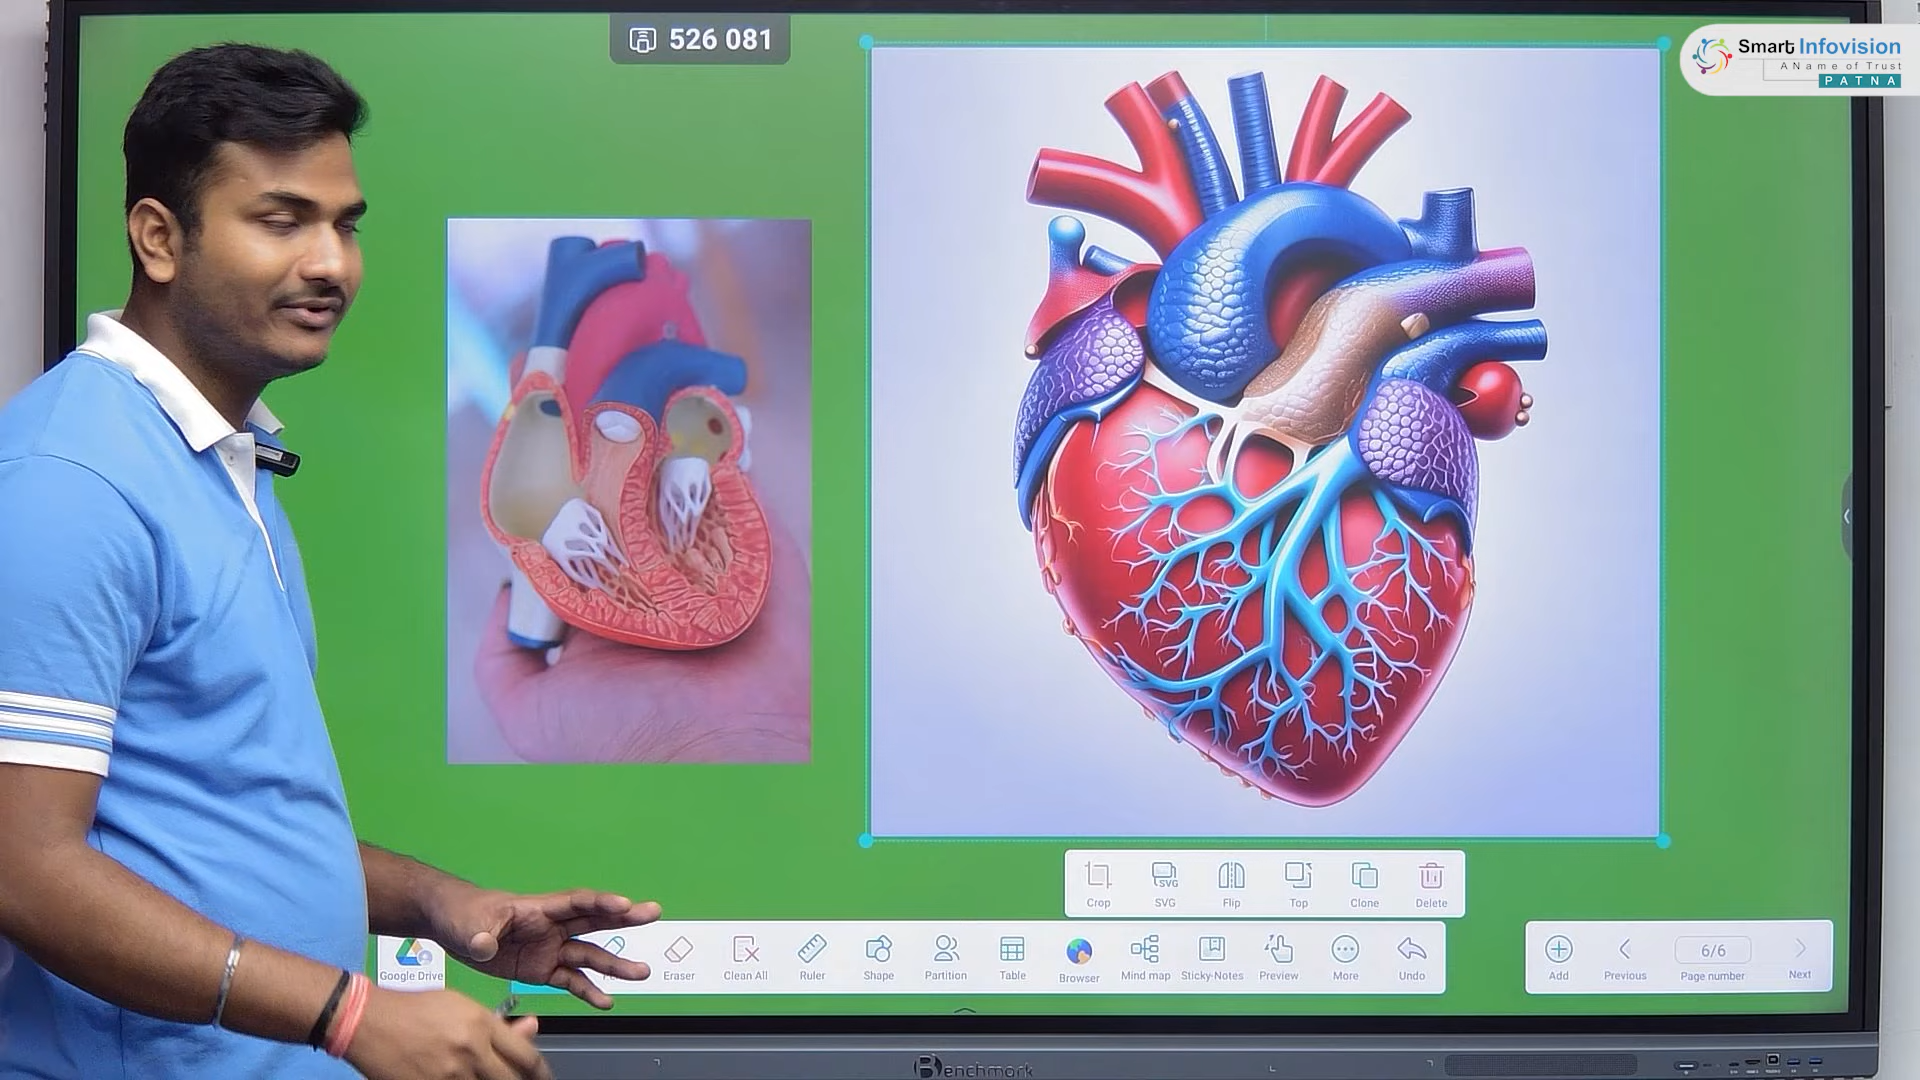 526 081
Smart Infovision
A Name of Trust
PATNA
Crop
SVG
SVG
Flip
Top
Clone
Delete
Google Drive
Eraser
Clean All
Ruler
Shape
Partition
Table
Browser
Mind map
Sticky-Notes
Preview
More
Undo
Add
Previous
6/6
Page number
Next
Benchmark